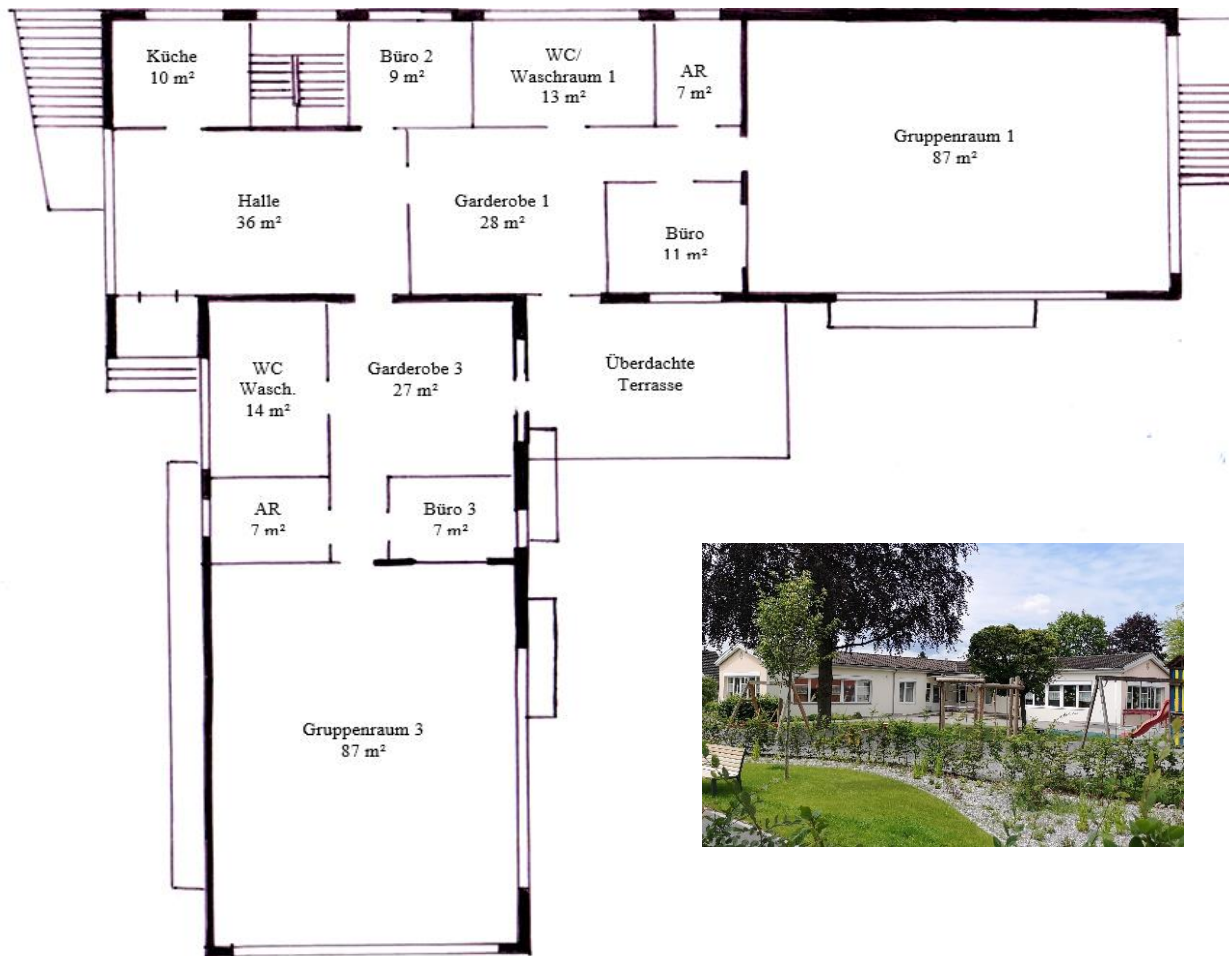 Küche
10 m²
Büro 2
9 m²
WC/
Waschraum 1
13 m²
AR
7 m²
Gruppenraum 1
87 m²
Halle
36 m²
Garderobe 1
28 m²
Büro
11 m²
WC
Wasch.
14 m²
Garderobe 3
27 m²
Überdachte
Terrasse
AR
7 m²
Büro 3
7 m²
Gruppenraum 3
87 m²